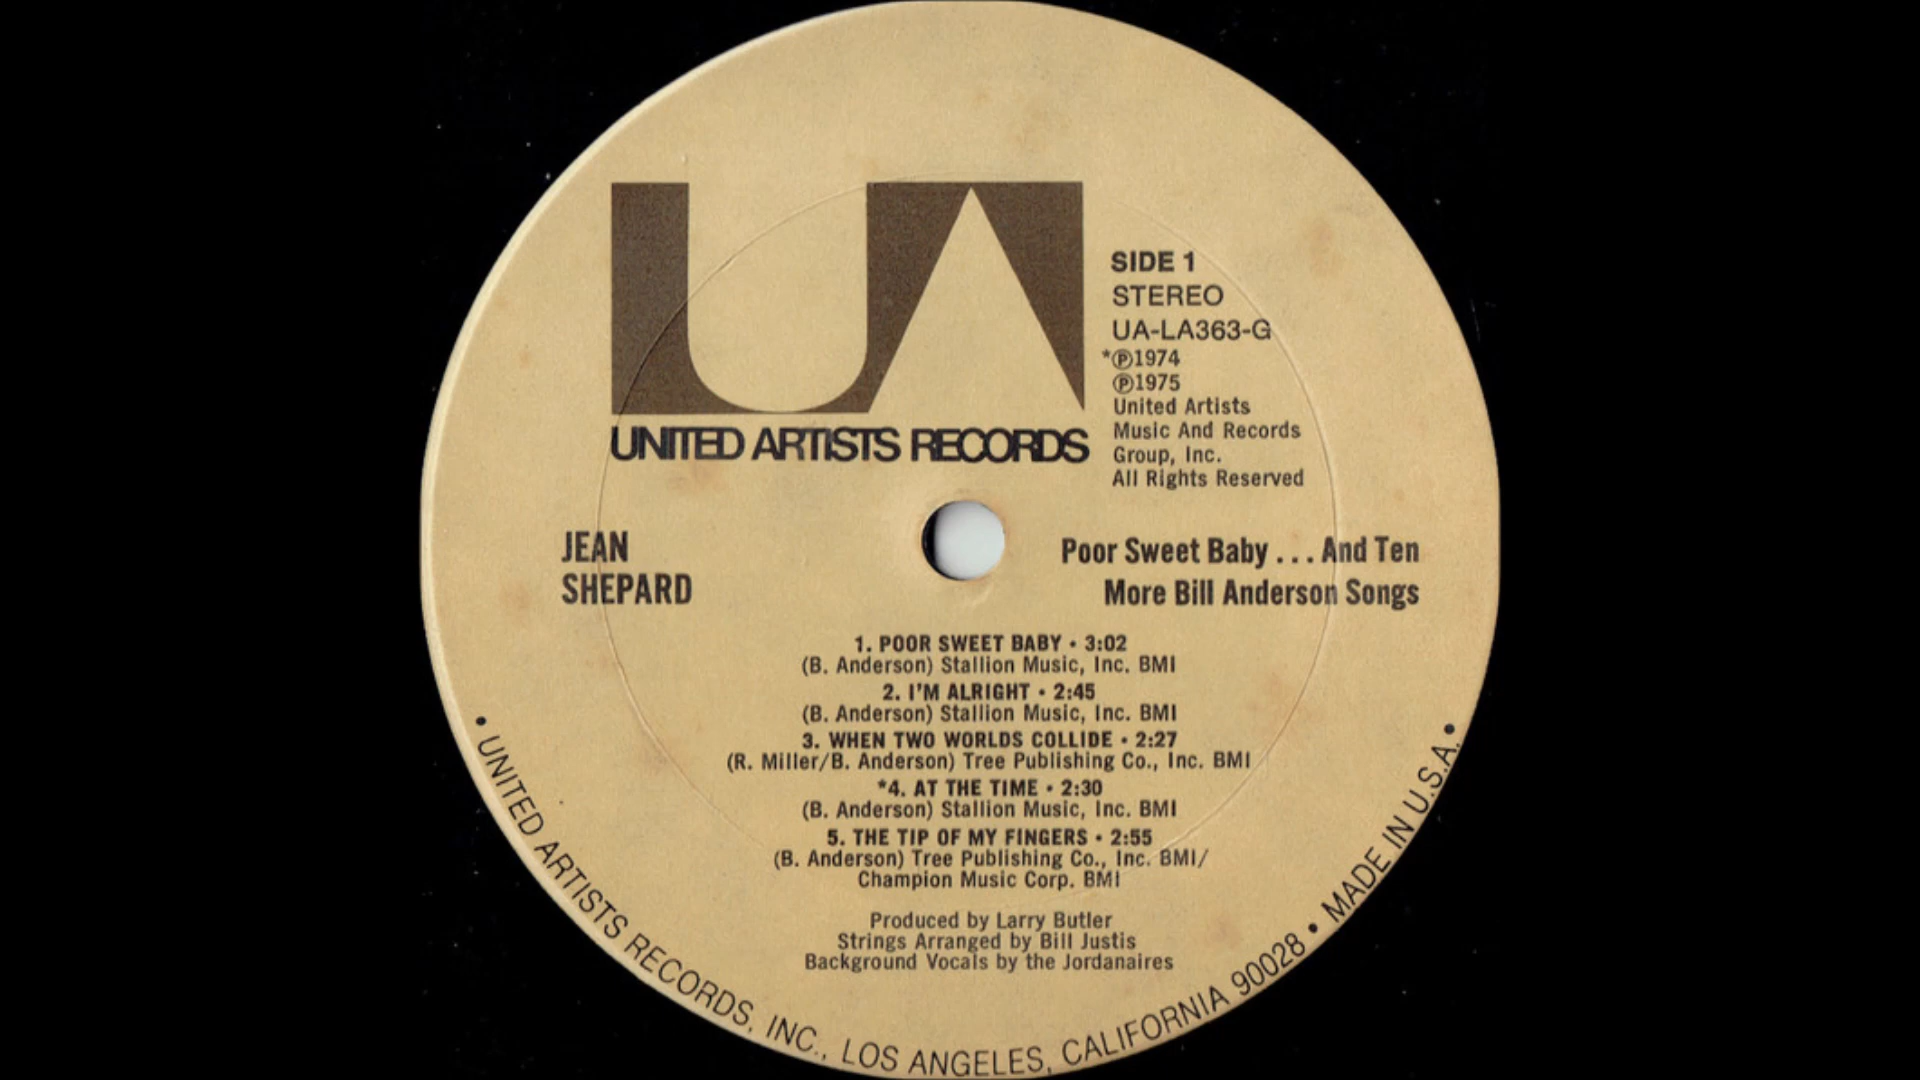 UA
UNITED ARTISTS RECORDS
SIDE 1
STEREO
UA-LA363-G
*℗1974
℗1975
United Artists
Music And Records
Group, Inc.
All Rights Reserved
JEAN
SHEPARD
Poor Sweet Baby . . . And Ten
More Bill Anderson Songs
1. POOR SWEET BABY • 3:02
(B. Anderson) Stallion Music, Inc. BMI
2. I'M ALRIGHT • 2:45
(B. Anderson) Stallion Music, Inc. BMI
3. WHEN TWO WORLDS COLLIDE • 2:27
(R. Miller/B. Anderson) Tree Publishing Co., Inc. BMI
*4. AT THE TIME • 2:30
(B. Anderson) Stallion Music, Inc. BMI
5. THE TIP OF MY FINGERS • 2:55
(B. Anderson) Tree Publishing Co., Inc. BMI/
Champion Music Corp. BMI
Produced by Larry Butler
Strings Arranged by Bill Justis
Background Vocals by the Jordanaires
• UNITED ARTISTS RECORDS, INC., LOS ANGELES, CALIFORNIA 90028 • MADE IN U.S.A. •